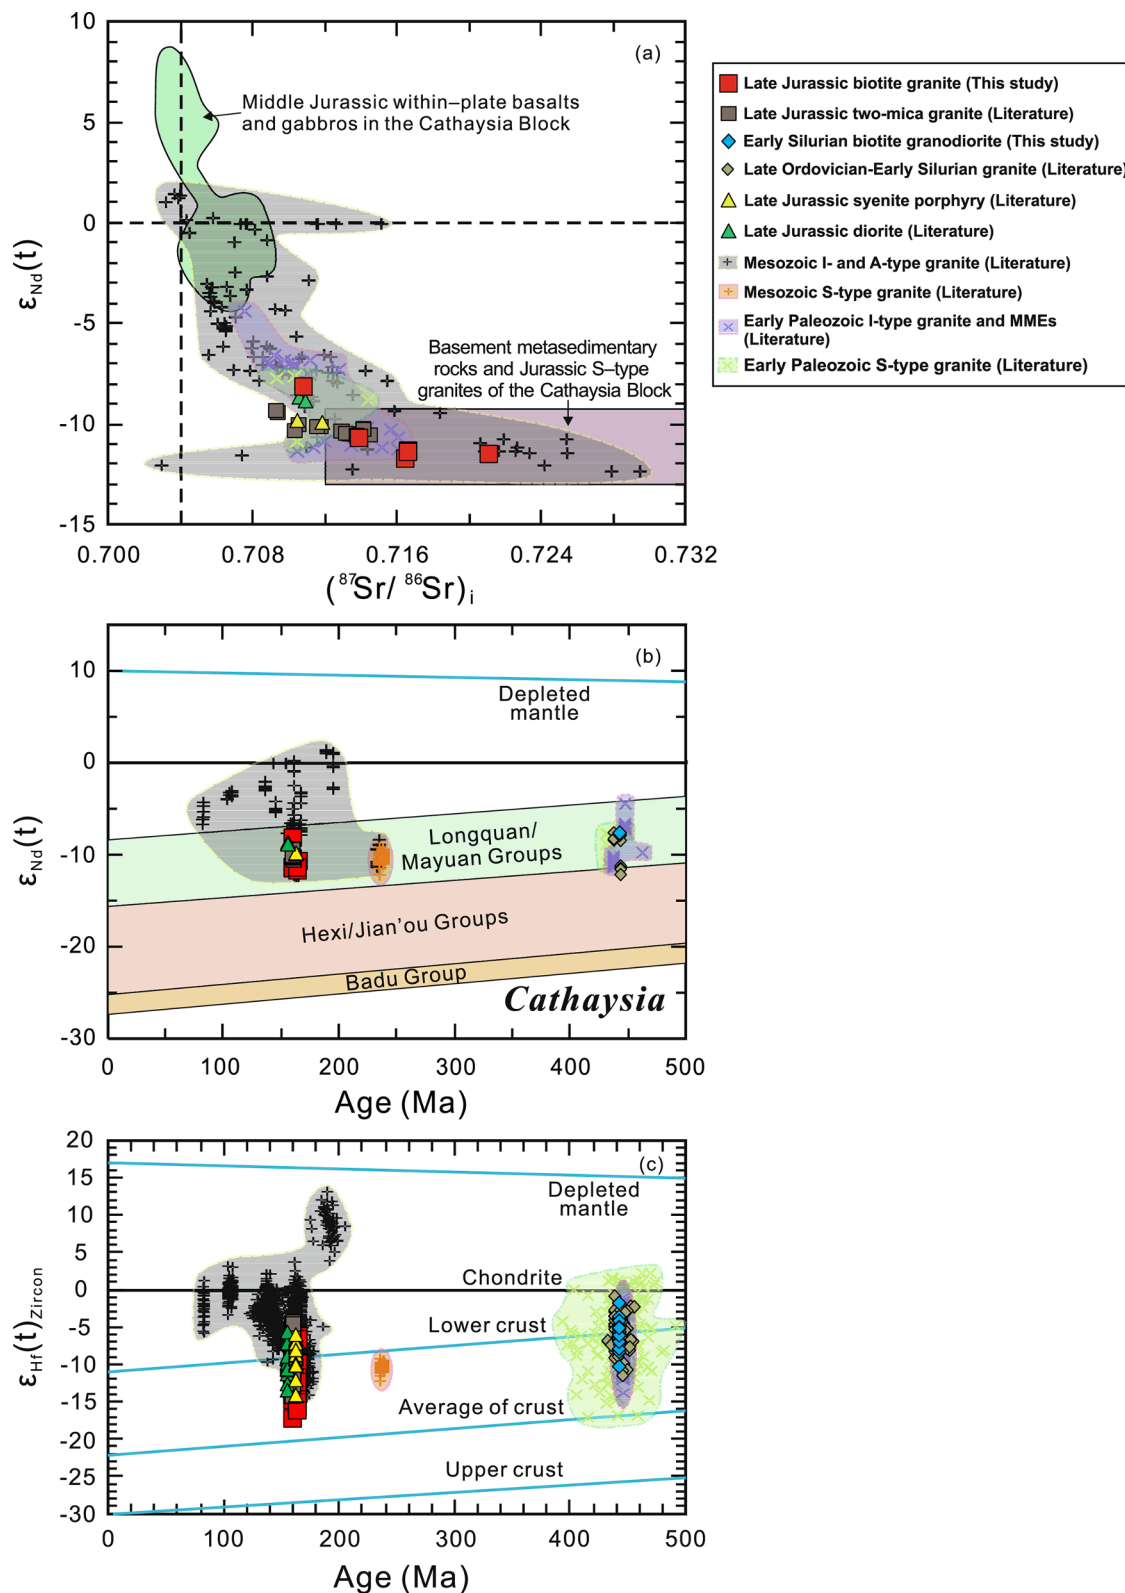 10
5
0
-5
-10
-15
εNd(t)
(a)
Middle Jurassic within–plate basalts
and gabbros in the Cathaysia Block
Basement metasedimentary
rocks and Jurassic S–type
granites of the Cathaysia Block
0.700 0.708 0.716 0.724 0.732
(87Sr/ 86Sr)i
Late Jurassic biotite granite (This study)
Late Jurassic two-mica granite (Literature)
Early Silurian biotite granodiorite (This study)
Late Ordovician-Early Silurian granite (Literature)
Late Jurassic syenite porphyry (Literature)
Late Jurassic diorite (Literature)
Mesozoic I- and A-type granite (Literature)
Mesozoic S-type granite (Literature)
Early Paleozoic I-type granite and MMEs
(Literature)
Early Paleozoic S-type granite (Literature)
10
0
-10
-20
-30
εNd(t)
(b)
Depleted
mantle
Longquan/
Mayuan Groups
Hexi/Jian'ou Groups
Badu Group
Cathaysia
0 100 200 300 400 500
Age (Ma)
20
15
10
5
0
-5
-10
-15
-20
-25
-30
εHf(t)Zircon
(c)
Depleted
mantle
Chondrite
Lower crust
Average of crust
Upper crust
0 100 200 300 400 500
Age (Ma)